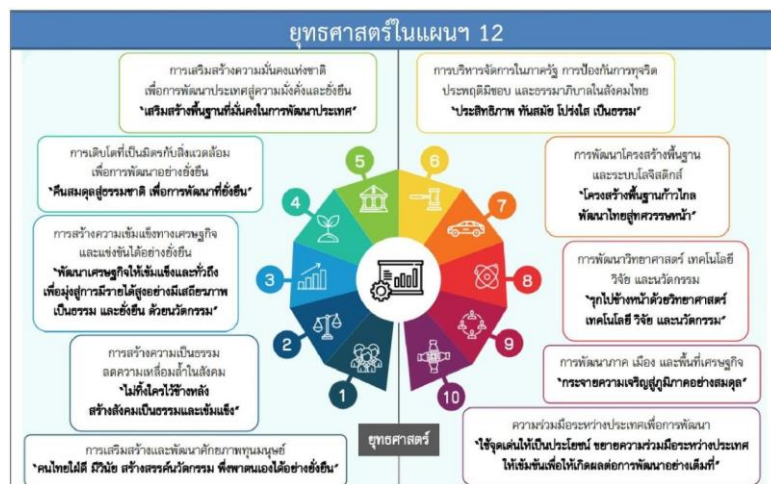 ยุทธศาสตร์ในแผนฯ 12
การเสริมสร้างความมั่นคงแห่งชาติ
เพื่อการพัฒนาประเทศสู่ความมั่งคั่งและยั่งยืน
"เสริมสร้างพื้นฐานที่มั่นคงในการพัฒนาประเทศ"
การเติบโตที่เป็นมิตรกับสิ่งแวดล้อม
เพื่อการพัฒนาอย่างยั่งยืน
"คืนสมดุลสู่ธรรมชาติ เพื่อการพัฒนาที่ยั่งยืน"
การสร้างความเข้มแข็งทางเศรษฐกิจ
และแข่งขันได้อย่างยั่งยืน
"พัฒนาเศรษฐกิจให้เข้มแข็งและทั่วถึง
เพื่อมุ่งสู่การมีรายได้สูงอย่างมีเสถียรภาพ
เป็นธรรม และยั่งยืน ด้วยนวัตกรรม"
การสร้างความเป็นธรรม
ลดความเหลื่อมล้ำในสังคม
"ไม่ทิ้งใครไว้ข้างหลัง
สร้างสังคมเป็นธรรมและเข้มแข็ง"
การเสริมสร้างและพัฒนาศักยภาพทุนมนุษย์
"คนไทยใฝ่ดี มีวินัย สร้างสรรค์นวัตกรรม พึ่งพาตนเองได้อย่างยั่งยืน"
5
4
3
2
1
6
7
8
9
10
ยุทธศาสตร์
การบริหารจัดการในภาครัฐ การป้องกันการทุจริต
ประพฤติมิชอบ และธรรมาภิบาลในสังคมไทย
"ประสิทธิภาพ ทันสมัย โปร่งใส เป็นธรรม"
การพัฒนาโครงสร้างพื้นฐาน
และระบบโลจิสติกส์
"โครงสร้างพื้นฐานก้าวไกล
พัฒนาไทยสู่ทศวรรษหน้า"
การพัฒนาวิทยาศาสตร์ เทคโนโลยี
วิจัย และนวัตกรรม
"รุกไปข้างหน้าด้วยวิทยาศาสตร์
เทคโนโลยี วิจัย และนวัตกรรม"
การพัฒนาภาค เมือง และพื้นที่เศรษฐกิจ
"กระจายความเจริญสู่ภูมิภาคอย่างสมดุล"
ความร่วมมือระหว่างประเทศเพื่อการพัฒนา
"ใช้จุดเด่นให้เป็นประโยชน์ ขยายความร่วมมือระหว่างประเทศ
ให้เข้มข้นเพื่อให้เกิดผลต่อการพัฒนาอย่างเต็มที่"